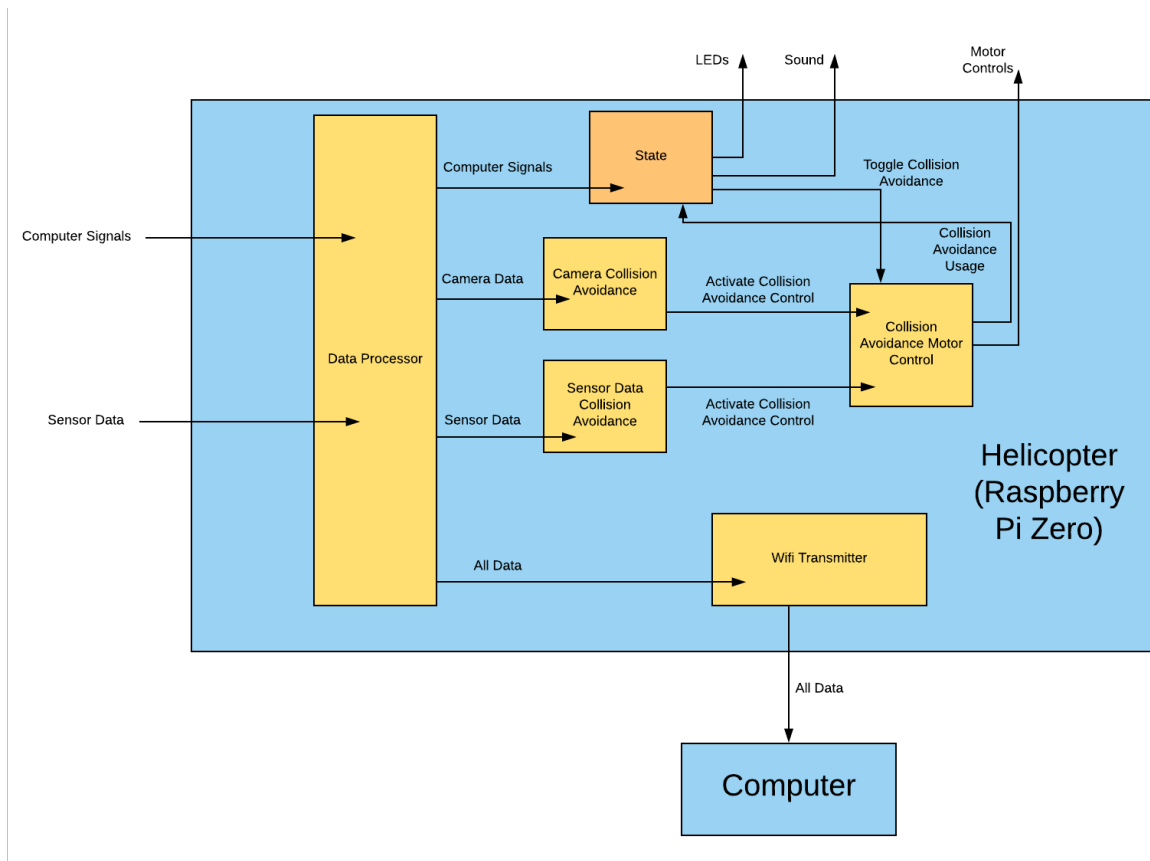 LEDs
Sound
Motor
Controls
State
Computer Signals
Toggle Collision
Avoidance
Computer Signals
Collision
Avoidance
Usage
Camera Data
Camera Collision
Avoidance
Activate Collision
Avoidance Control
Collision
Avoidance Motor
Control
Data Processor
Sensor Data
Sensor Data
Sensor Data
Collision
Avoidance
Activate Collision
Avoidance Control
Helicopter
(Raspberry
Pi Zero)
All Data
Wifi Transmitter
All Data
Computer